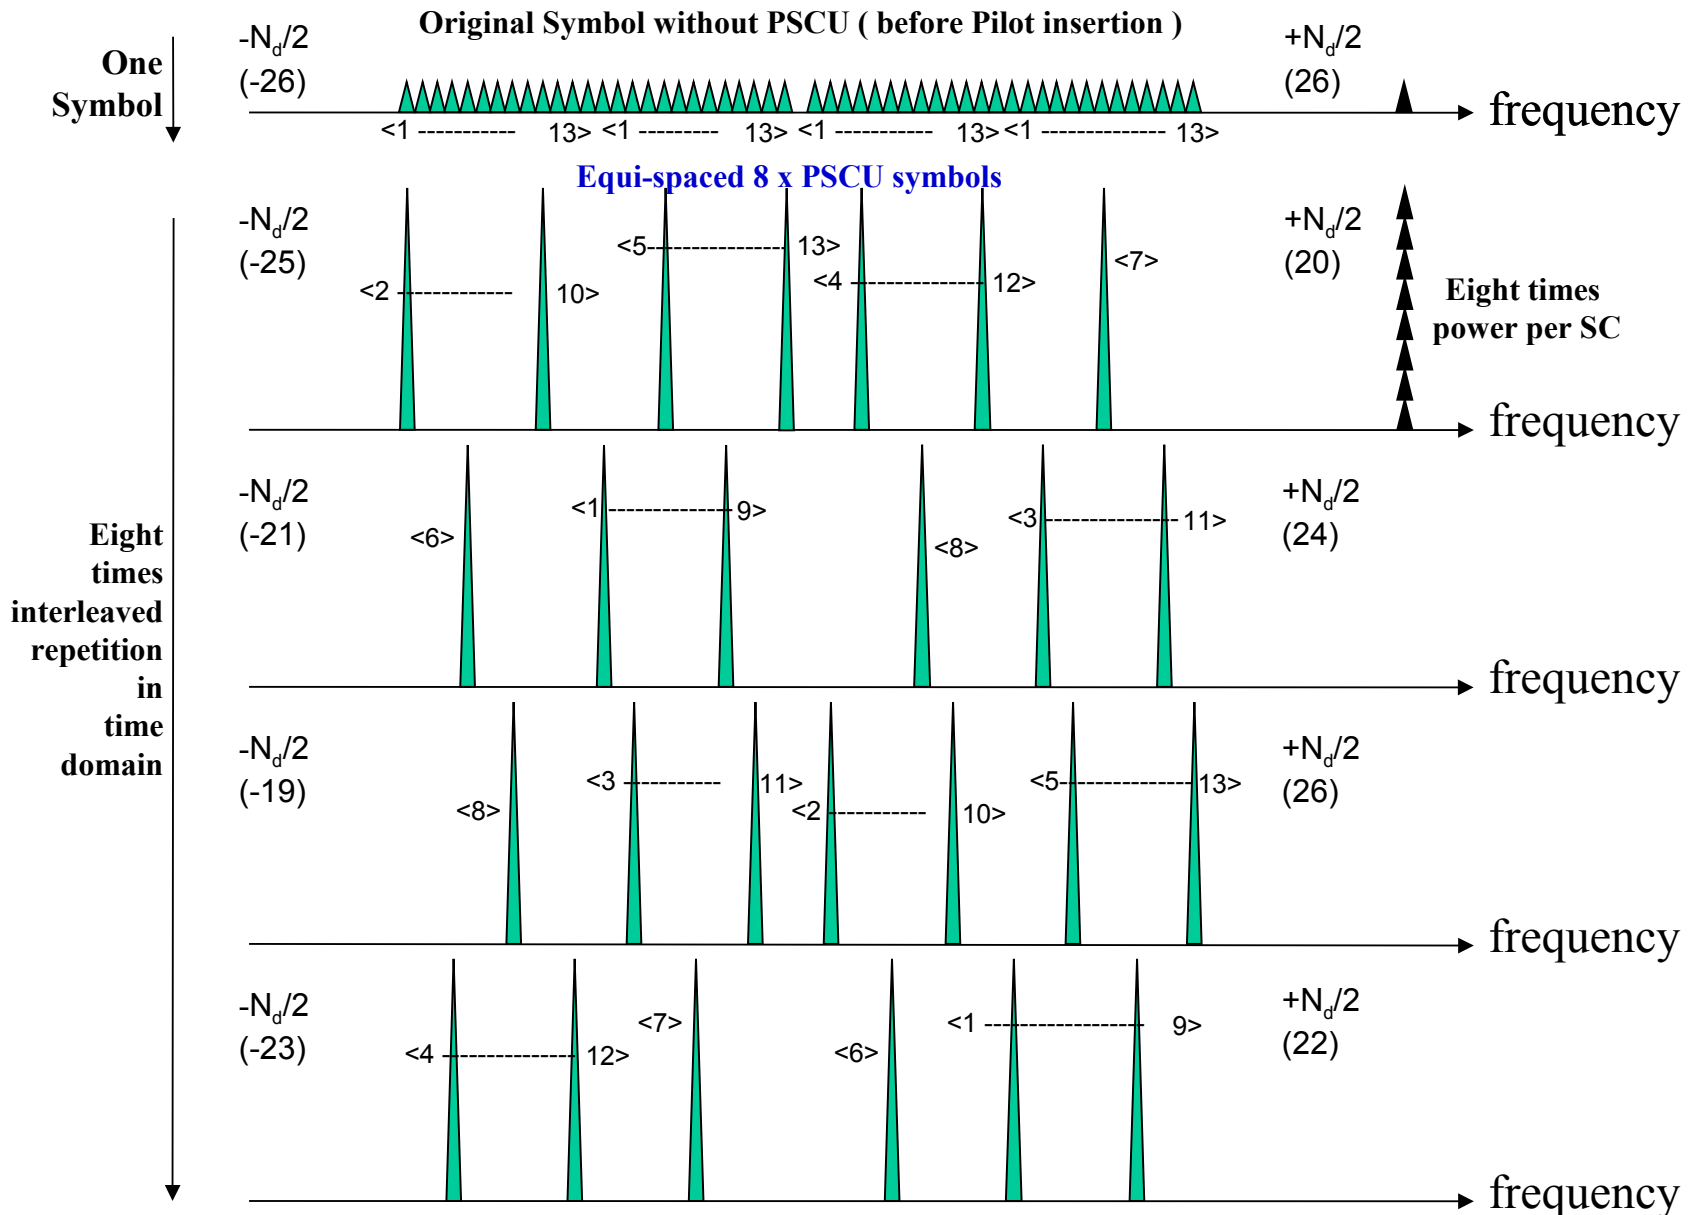 Original Symbol without PSCU ( before Pilot insertion )
One
Symbol
-Nd/2
(-26)
+Nd/2
(26)
frequency
<1 ------------ 13> <1 ---------- 13> <1 ------------ 13> <1 --------------- 13>
Equi-spaced 8 x PSCU symbols
Eight
times
interleaved
repetition
in
time
domain
-Nd/2
(-25)
<2 -------------- 10>
<5 ----------------- 13>
<4 ---------------- 12>
<7>
+Nd/2
(20)
Eight times
power per SC
frequency
-Nd/2
(-21)
<6>
<1 --------------- 9>
<8>
<3 ----------------- 11>
+Nd/2
(24)
frequency
-Nd/2
(-19)
<8>
<3 ------------ 11>
<2 ------------ 10>
<5 ----------------- 13>
+Nd/2
(26)
frequency
-Nd/2
(-23)
<4 ---------------- 12>
<7>
<6>
<1 -------------------- 9>
+Nd/2
(22)
frequency